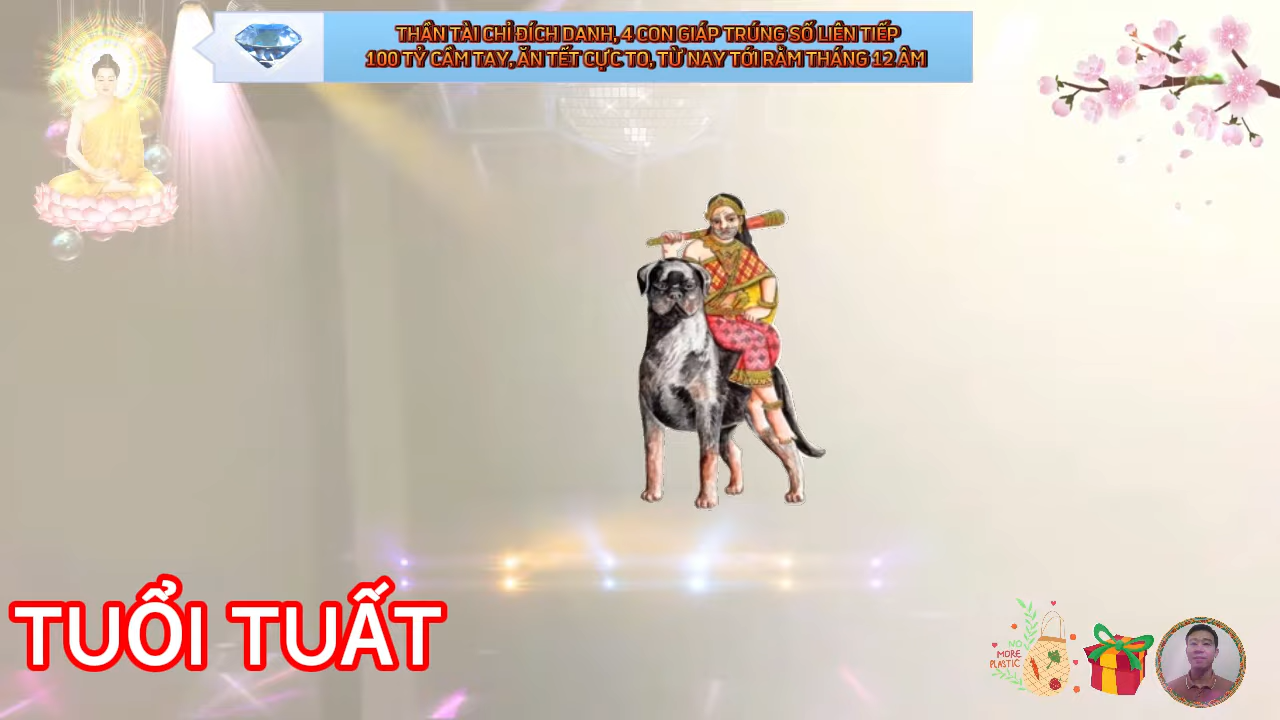 THẦN TÀI CHỈ ĐÍCH DANH, 4 CON GIÁP TRÚNG SỐ LIÊN TIẾP
100 TỶ CẦM TAY, ĂN TẾT CỰC TO, TỪ NAY TỚI RẰM THÁNG 12 ÂM
TUỔI TUẤT
NO
MORE
PLASTIC